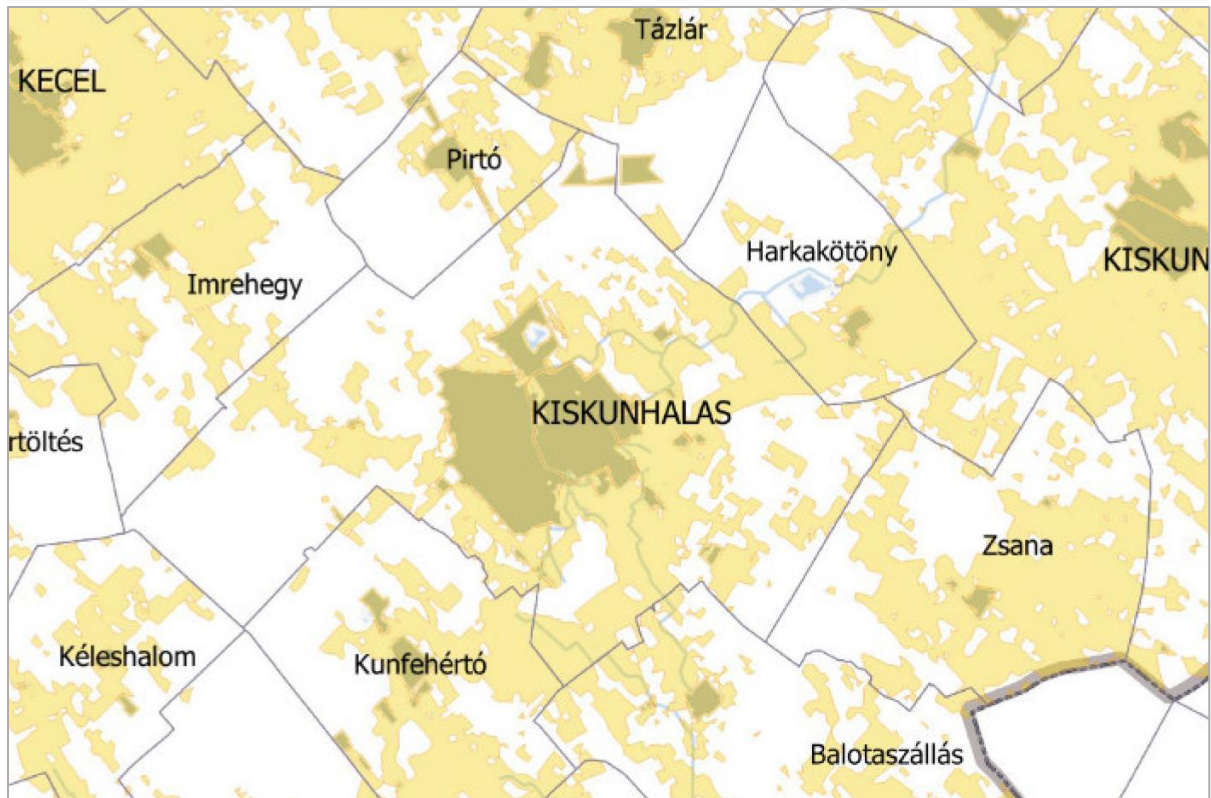 Tázlár
KECEL
Pirtó
Harkakötöny
KISKUN
Imrehegy
KISKUNHALAS
rtöltés
Zsana
Kéleshalom
Kunfehértó
Balotaszállás